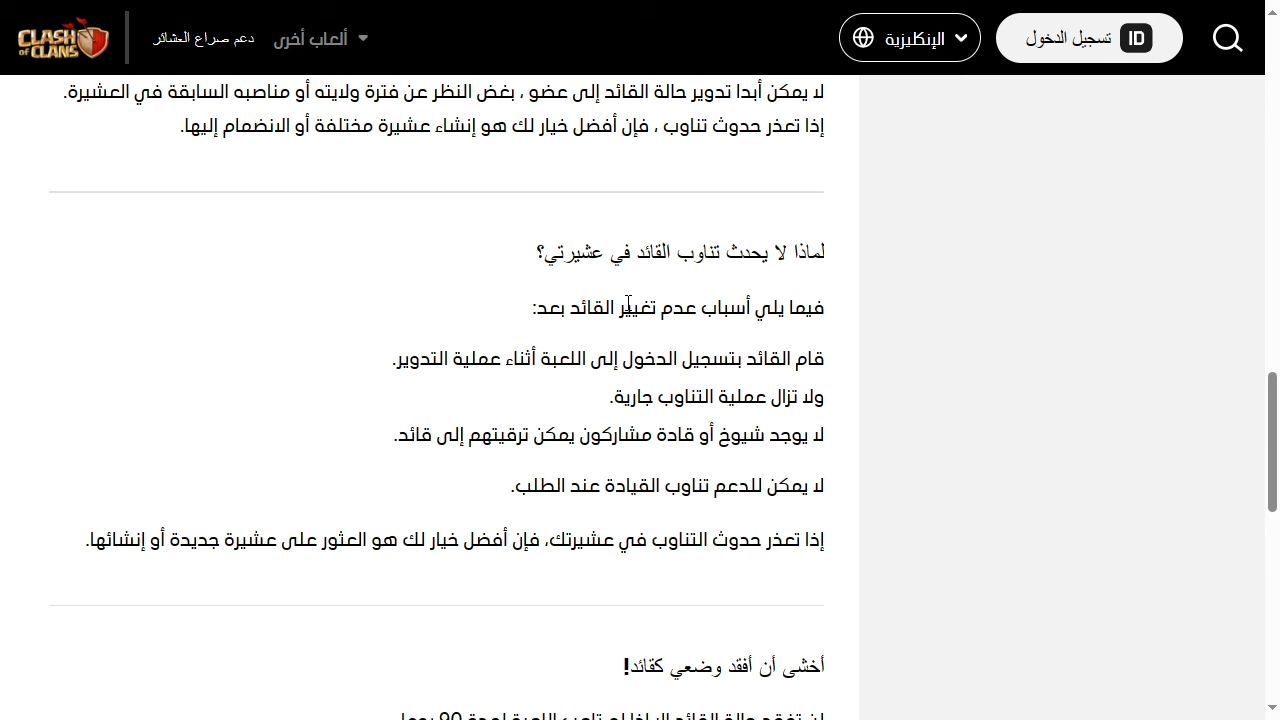 CLASH of CLANS
دعم صراع العشائر
ألعاب أخرى
الإنكليزية
تسجيل الدخول ID
لا يمكن أبدا تدوير حالة القائد إلى عضو ، بغض النظر عن فترة ولايته أو مناصبه السابقة في العشيرة.
إذا تعذر حدوث تناوب ، فإن أفضل خيار لك هو إنشاء عشيرة مختلفة أو الانضمام إليها.
لماذا لا يحدث تناوب القائد في عشيرتي؟
فيما يلي أسباب عدم تغيير القائد بعد:
قام القائد بتسجيل الدخول إلى اللعبة أثناء عملية التدوير.
ولا تزال عملية التناوب جارية.
لا يوجد شيوخ أو قادة مشاركون يمكن ترقيتهم إلى قائد.
لا يمكن للدعم تناوب القيادة عند الطلب.
إذا تعذر حدوث التناوب في عشيرتك، فإن أفضل خيار لك هو العثور على عشيرة جديدة أو إنشائها.
أخشى أن أفقد وضعي كقائد!